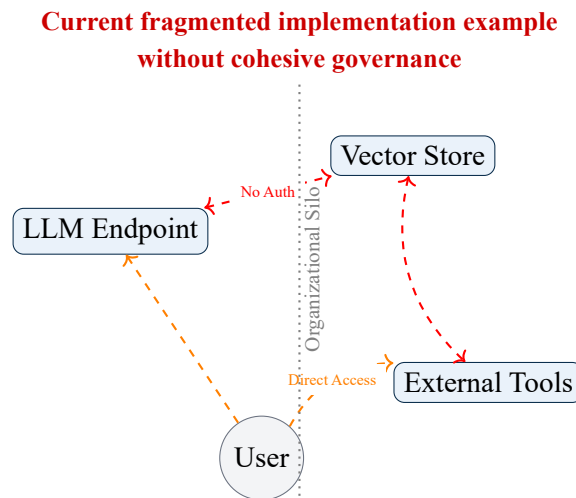 Current fragmented implementation example
without cohesive governance
Vector Store
No Auth
LLM Endpoint
Organizational Silo
Direct Access
External Tools
User